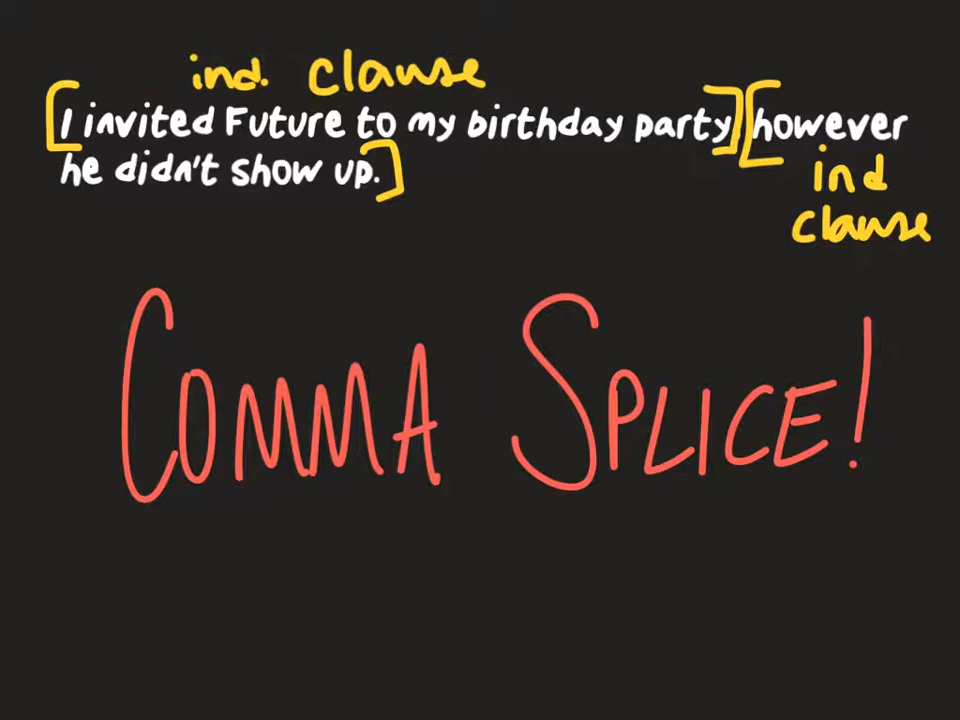 ind. clause
[I invited Future to my birthday party], [however
he didn't show up.]
ind
clause
COMMA SPLICE!